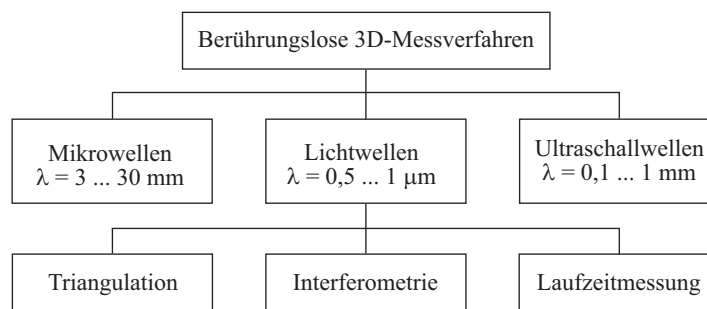 Berührungslose 3D-Messverfahren
Mikrowellen
λ = 3 ... 30 mm
Lichtwellen
λ = 0,5 ... 1 μm
Ultraschallwellen
λ = 0,1 ... 1 mm
Triangulation
Interferometrie
Laufzeitmessung